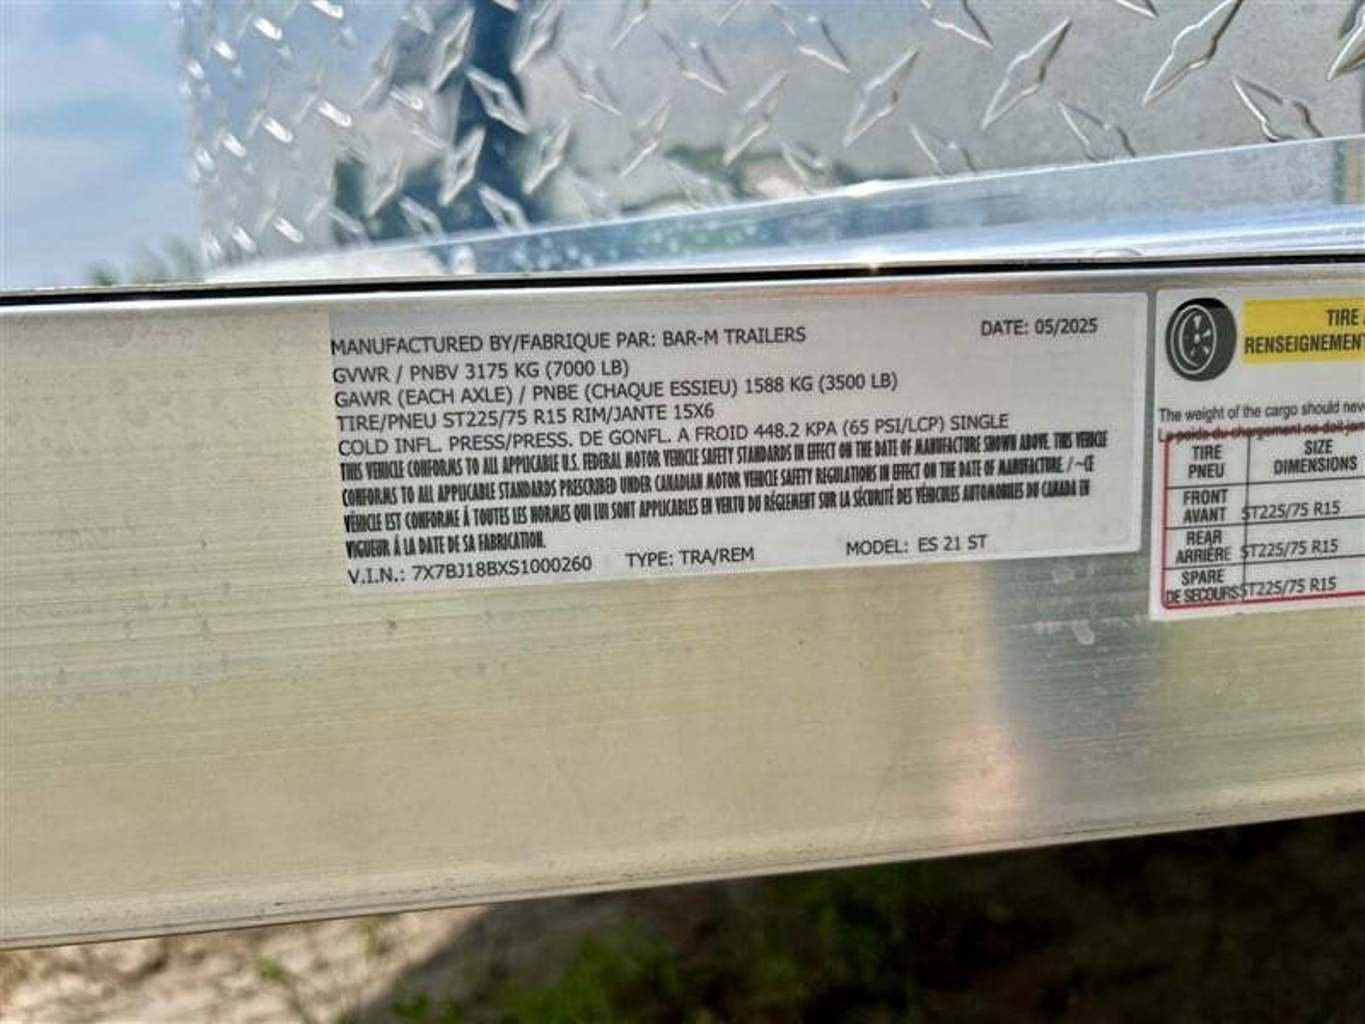 MANUFACTURED BY/FABRIQUE PAR: BAR-M TRAILERS DATE: 05/2025
GVWR / PNBV 3175 KG (7000 LB)
GAWR (EACH AXLE) / PNBE (CHAQUE ESSIEU) 1588 KG (3500 LB)
TIRE/PNEU ST225/75 R15 RIM/JANTE 15X6
COLD INFL. PRESS/PRESS. DE GONFL. A FROID 448.2 KPA (65 PSI/LCP) SINGLE
THIS VEHICLE CONFORMS TO ALL APPLICABLE U.S. FEDERAL MOTOR VEHICLE SAFETY STANDARDS IN EFFECT ON THE DATE OF MANUFACTURE SHOWN ABOVE. THIS VEHICLE
CONFORMS TO ALL APPLICABLE STANDARDS PRESCRIBED UNDER CANADIAN MOTOR VEHICLE SAFETY REGULATIONS IN EFFECT ON THE DATE OF MANUFACTURE / ~CE
VÉHICLE EST CONFORME À TOUTES LES NORMES QUI LUI SONT APPLICABLES EN VERTU DU RÉGLEMENT SUR LA SÉCURITÉ DES VÉHICULES AUTOMOBILES DU CANADA EN
VIGUEUR À LA DATE DE SA FABRICATION.
V.I.N.: 7X7BJ18BXS1000260 TYPE: TRA/REM MODEL: ES 21 ST
TIRE
RENSEIGNEMENT
The weight of the cargo should nev
Le poids du chargement ne doit jam
TIRE SIZE
PNEU DIMENSIONS
FRONT
AVANT ST225/75 R15
REAR
ARRIÈRE ST225/75 R15
SPARE
DE SECOURS ST225/75 R15